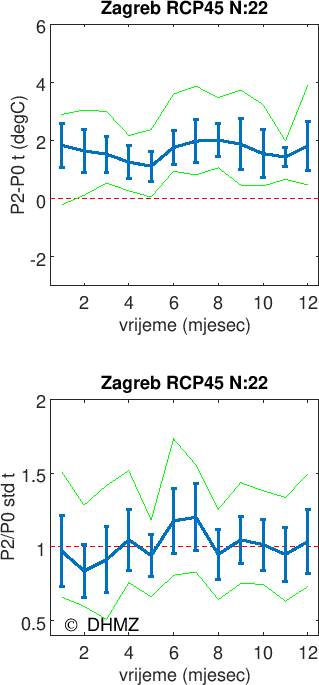 Zagreb RCP45 N:22
6
4
2
0
-2
P2-P0 t (degC)
2 4 6 8 10 12
vrijeme (mjesec)
Zagreb RCP45 N:22
2
1.5
1
0.5
P2/P0 std t
© DHMZ
2 4 6 8 10 12
vrijeme (mjesec)